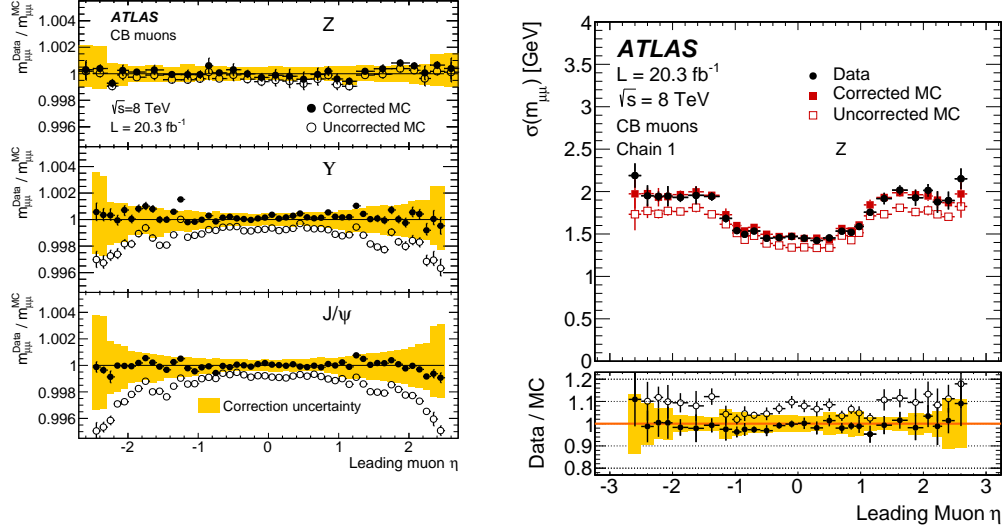 ATLAS
CB muons
Z
√s=8 TeV
L = 20.3 fb⁻¹
Corrected MC
Uncorrected MC
m_μμ^Data / m_μμ^MC
1.004
1.002
1
0.998
0.996
ϒ
m_μμ^Data / m_μμ^MC
1.004
1.002
1
0.998
0.996
J/ψ
m_μμ^Data / m_μμ^MC
1.004
1.002
1
0.998
0.996
Correction uncertainty
-2 -1 0 1 2
Leading muon η
σ(m_μμ) [GeV]
4
3.5
3
2.5
2
1.5
1
0.5
0
ATLAS
L = 20.3 fb⁻¹
√s = 8 TeV
CB muons
Chain 1
Z
Data
Corrected MC
Uncorrected MC
Data / MC
1.2
1.1
1
0.9
0.8
-3 -2 -1 0 1 2 3
Leading Muon η